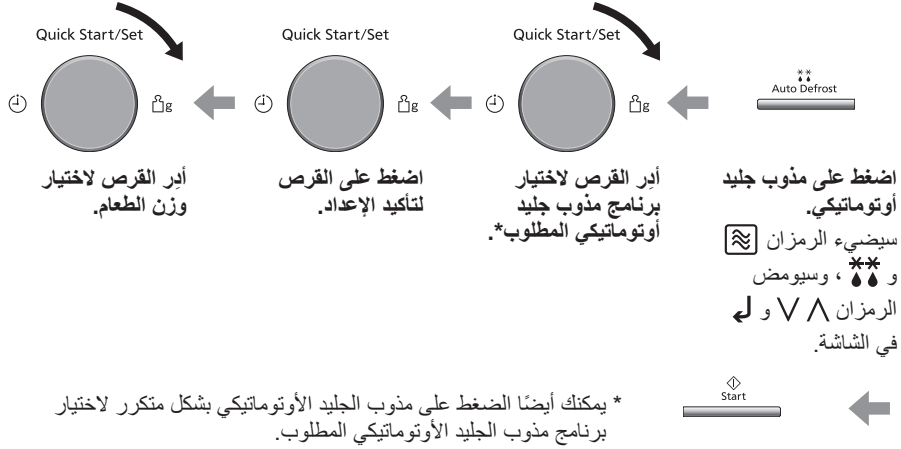 Auto Defrost
اضغط على مذوب جليد
أوتوماتيكي.
سيضيء الرمزان
و ، وسيومض
الرمزان و
في الشاشة.
Quick Start/Set
g
أدِر القرص لاختيار
برنامج مذوب جليد
أوتوماتيكي المطلوب*.
Quick Start/Set
g
اضغط على القرص
لتأكيد الإعداد.
Quick Start/Set
g
أدِر القرص لاختيار
وزن الطعام.
Start
* يمكنك أيضًا الضغط على مذوب الجليد الأوتوماتيكي بشكل متكرر لاختيار
برنامج مذوب الجليد الأوتوماتيكي المطلوب.